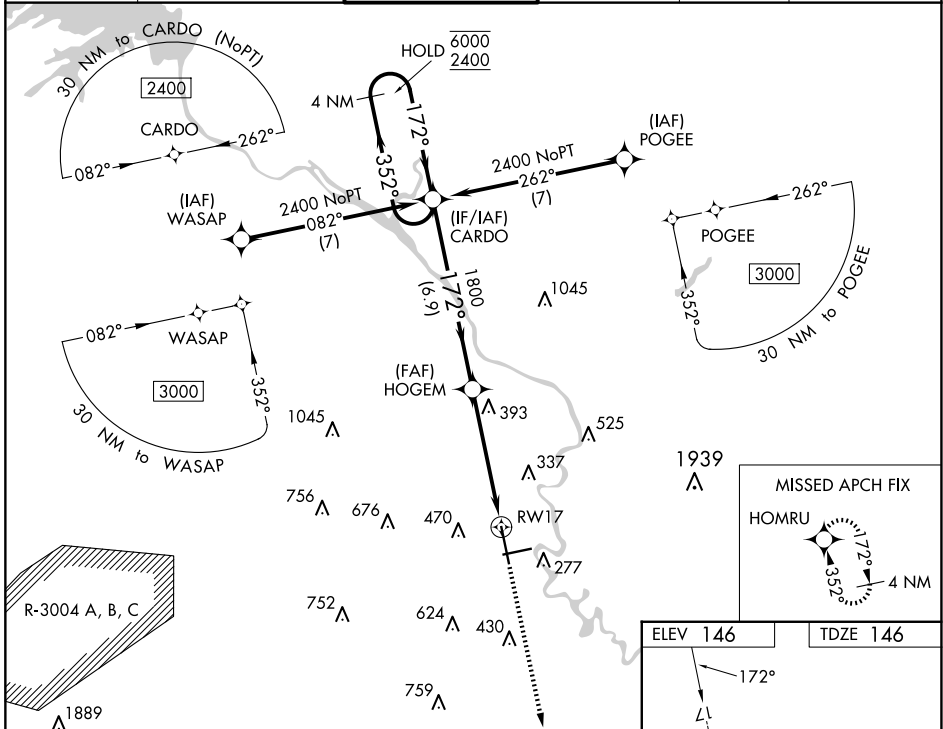 30 NM to CARDO (NoPT)
2400
CARDO
082°
262°
HOLD 6000
2400
4 NM
172°
352°
(IAF)
POGEE
2400 NoPT
262°
(7)
(IAF)
WASAP
2400 NoPT
082°
(7)
(IF/IAF)
CARDO
262°
POGEE
3000
352°
30 NM to POGEE
1800
172°
(6.9)
1045
082°
WASAP
3000
352°
30 NM to WASAP
(FAF)
HOGEM
393
1045
525
337
1939
756
676
470
RW17
277
MISSED APCH FIX
HOMRU
172°
352°
4 NM
R-3004 A, B, C
752
624
430
759
1889
ELEV 146
TDZE 146
172°
17